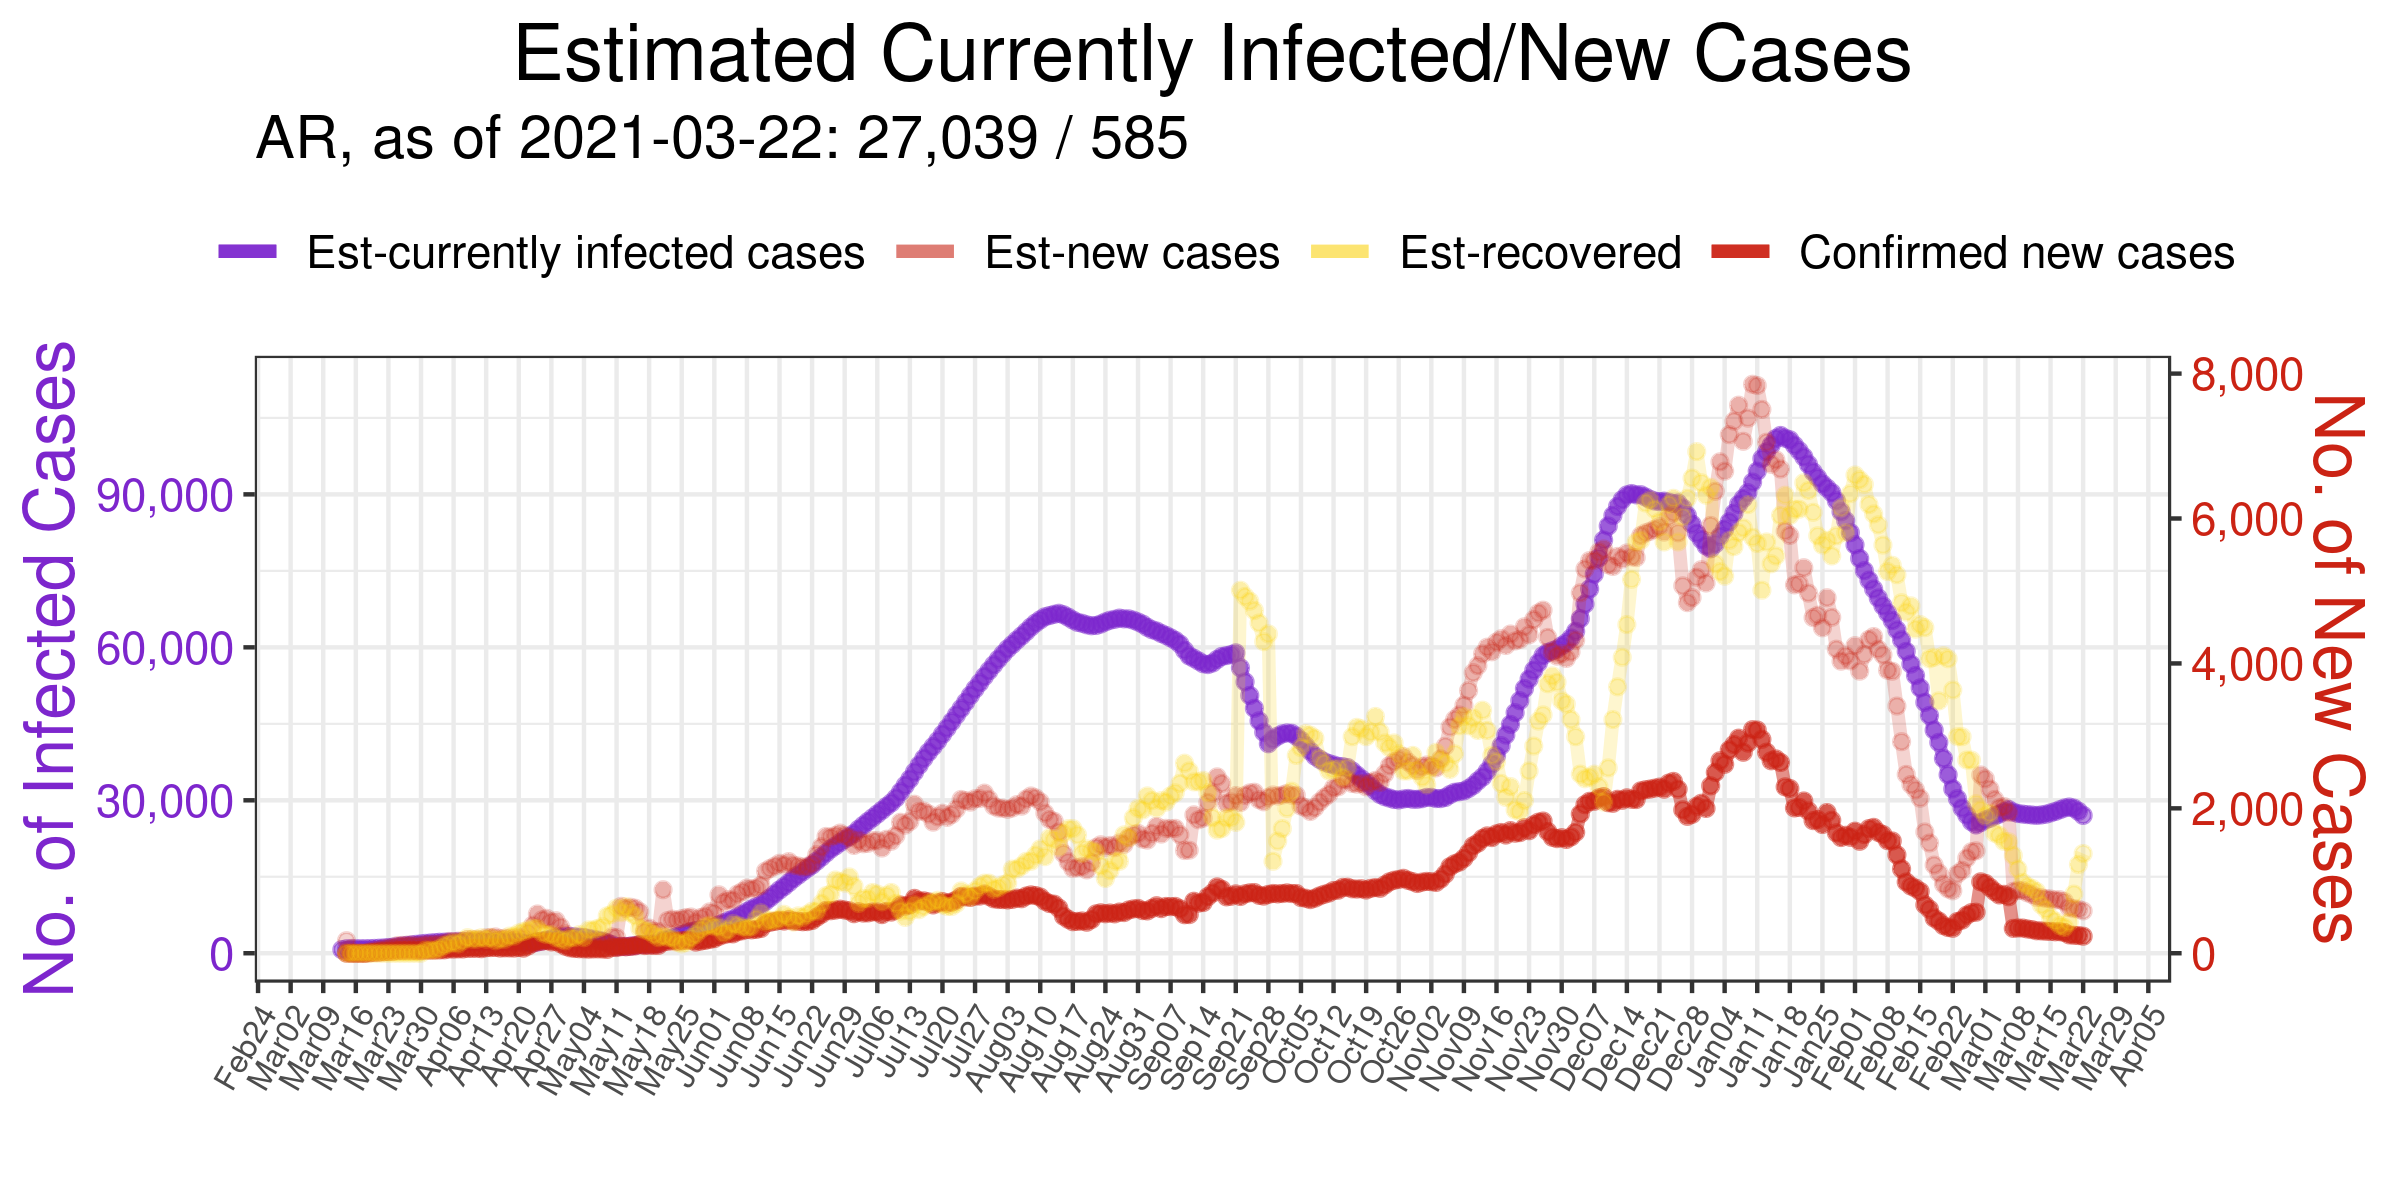 Estimated Currently Infected/New Cases
AR, as of 2021-03-22: 27,039 / 585
Est-currently infected cases
Est-new cases
Est-recovered
Confirmed new cases
No. of Infected Cases
90,000
60,000
30,000
0
8,000
6,000
4,000
2,000
0
No. of New Cases
Feb24
Mar02
Mar09
Mar16
Mar23
Mar30
Apr06
Apr13
Apr20
Apr27
May04
May11
May18
May25
Jun01
Jun08
Jun15
Jun22
Jun29
Jul06
Jul13
Jul20
Jul27
Aug03
Aug10
Aug17
Aug24
Aug31
Sep07
Sep14
Sep21
Sep28
Oct05
Oct12
Oct19
Oct26
Nov02
Nov09
Nov16
Nov23
Nov30
Dec07
Dec14
Dec21
Dec28
Jan04
Jan11
Jan18
Jan25
Feb01
Feb08
Feb15
Feb22
Mar01
Mar08
Mar15
Mar22
Mar29
Apr05